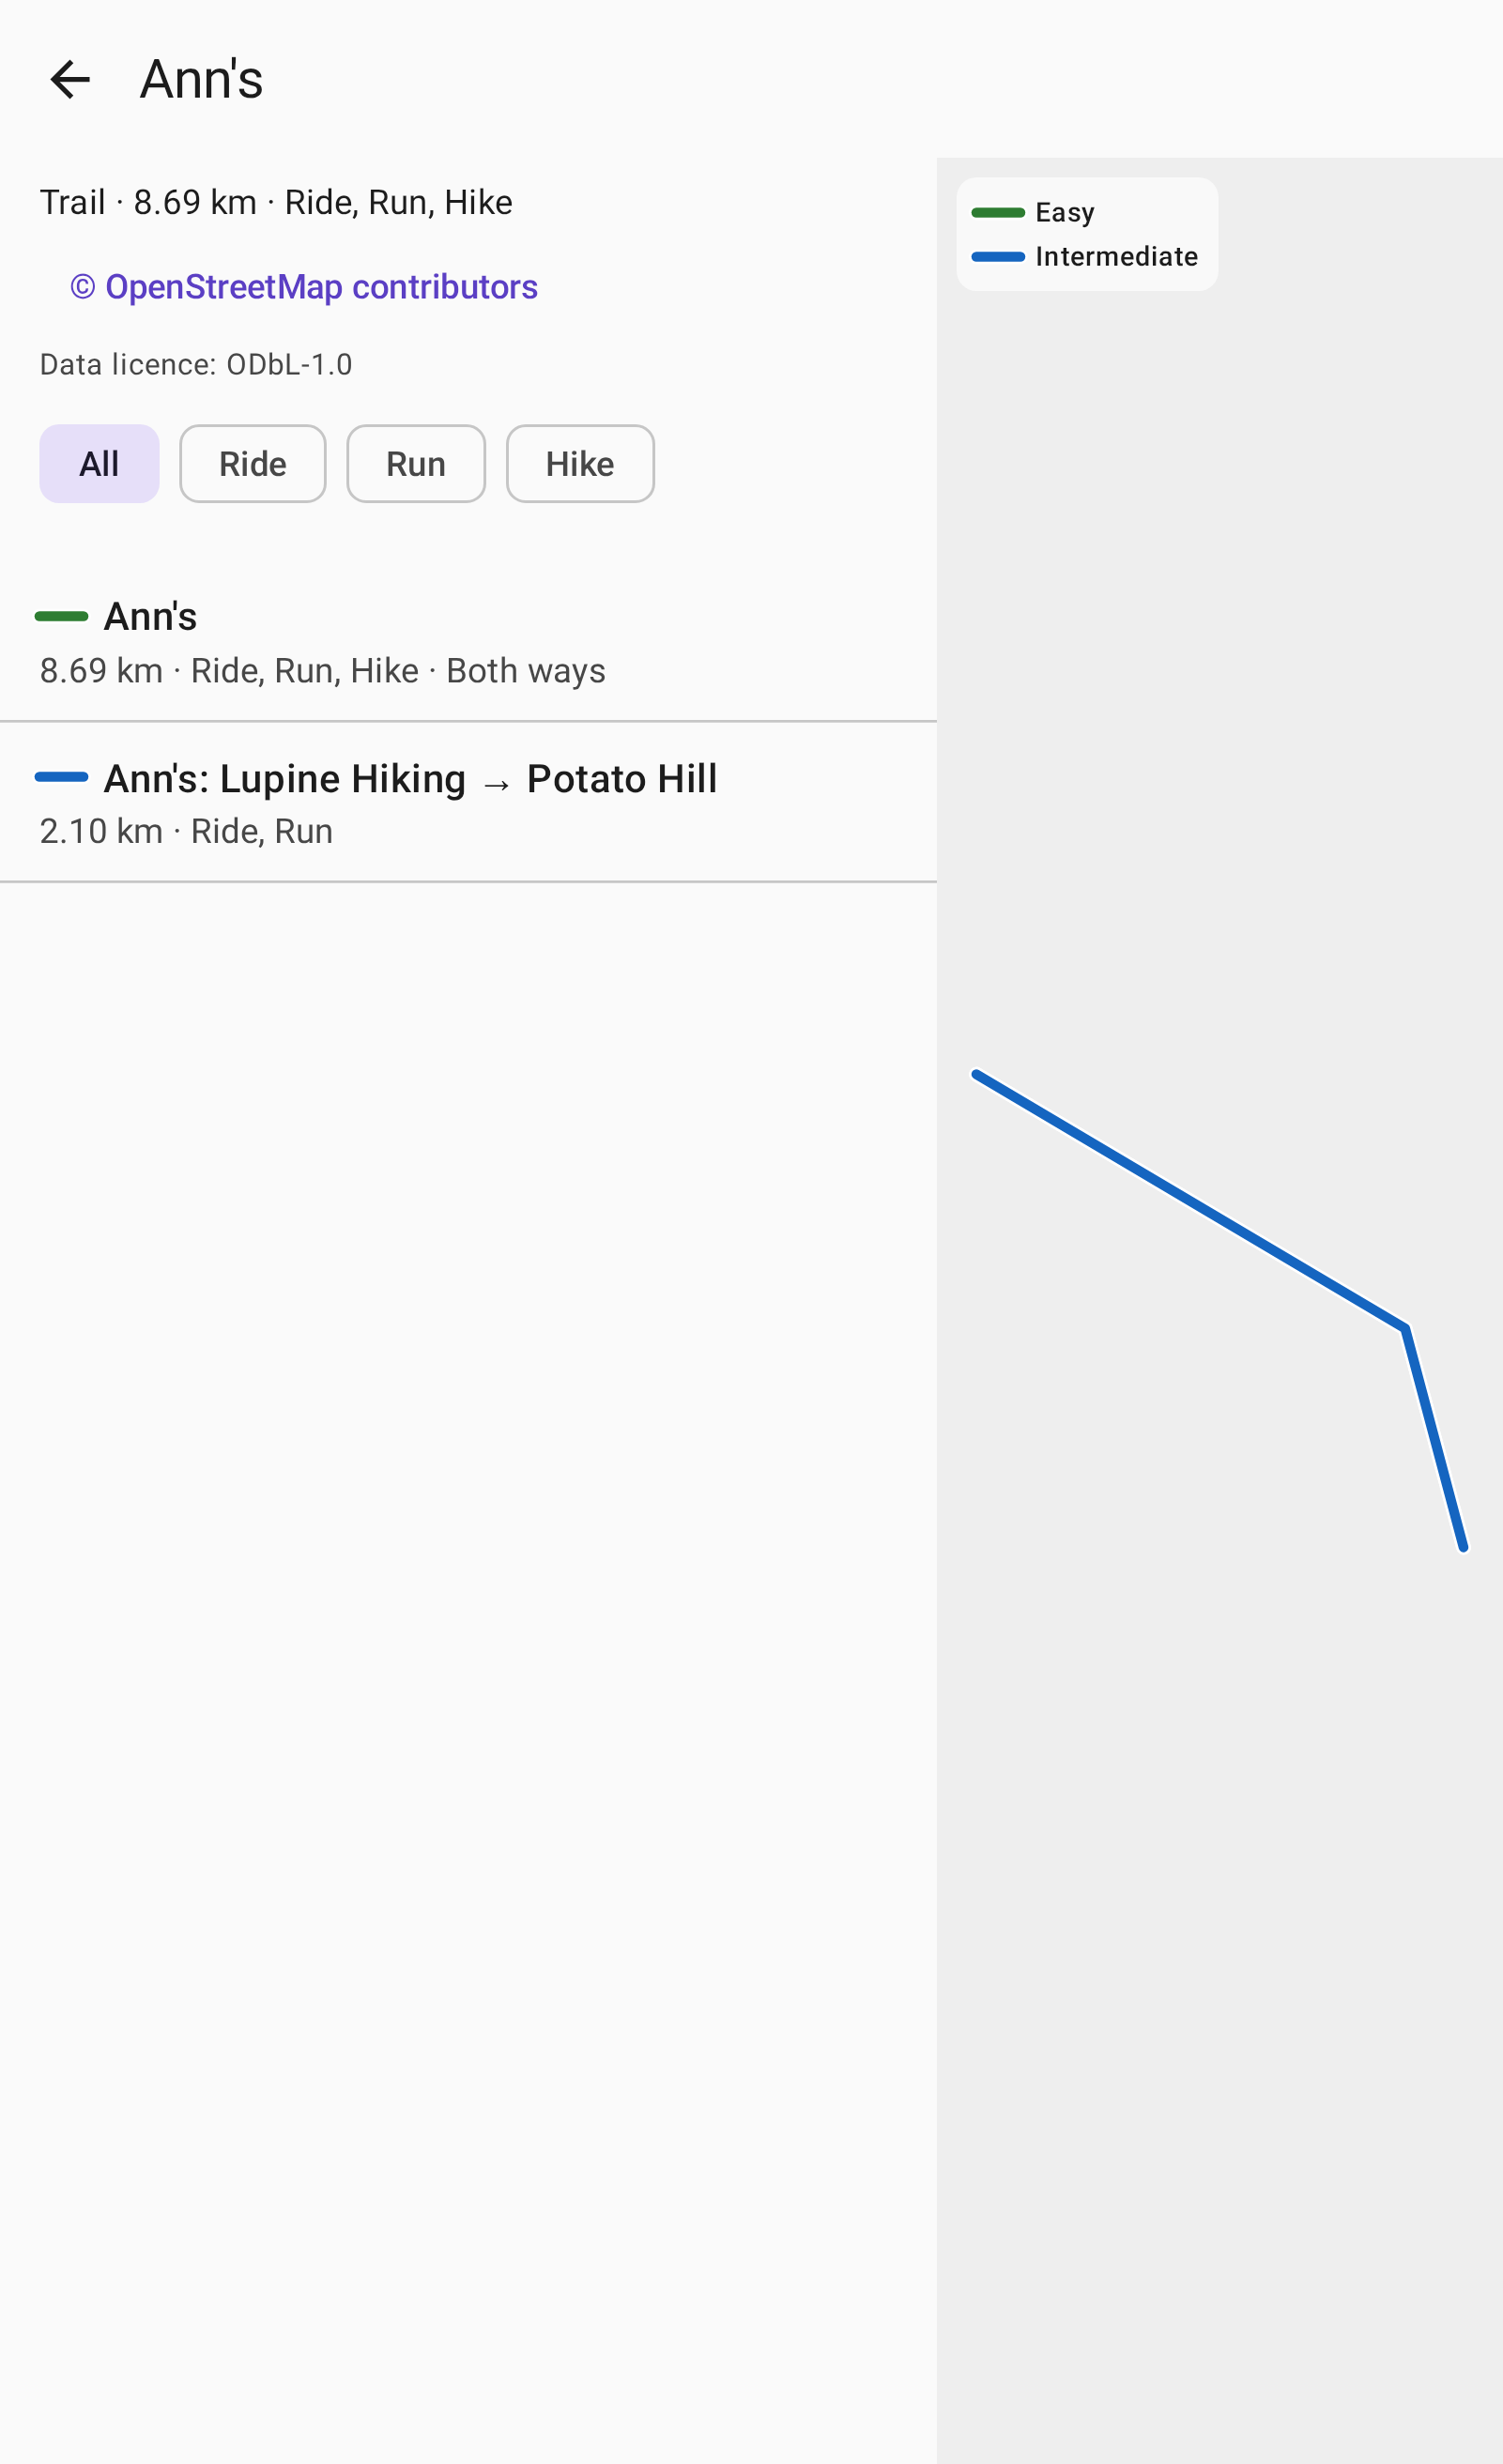 Ann's
Trail · 8.69 km · Ride, Run, Hike
© OpenStreetMap contributors
Data licence: ODbL-1.0
All
Ride
Run
Hike
Ann's
8.69 km · Ride, Run, Hike · Both ways
Ann's: Lupine Hiking → Potato Hill
2.10 km · Ride, Run
Easy
Intermediate